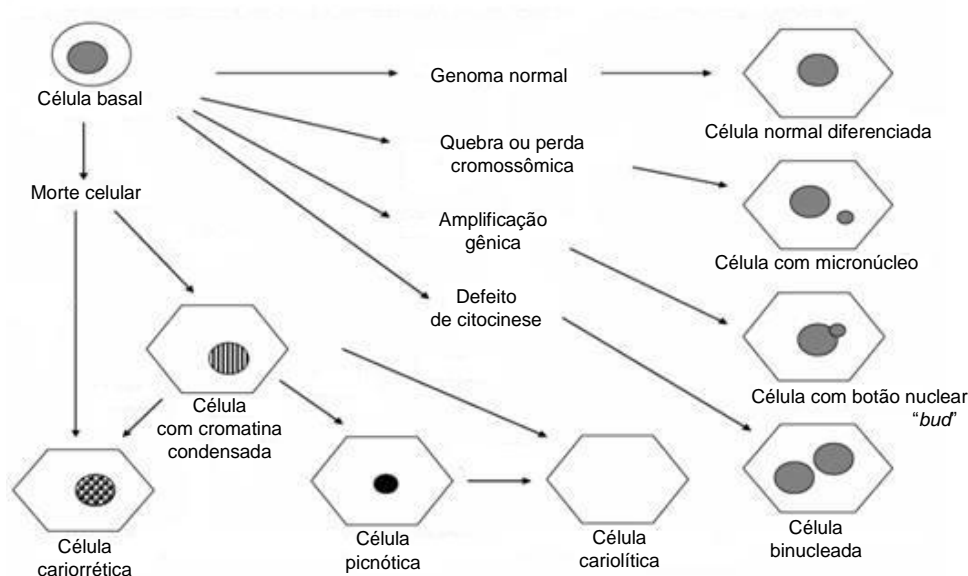 Célula basal
Genoma normal
Célula normal diferenciada
Quebra ou perda
cromossômica
Morte celular
Célula com micronúcleo
Amplificação
gênica
Defeito
de citocinese
Célula com botão nuclear
“bud”
Célula
com cromatina
condensada
Célula
cariorrética
Célula
picnótica
Célula
cariolítica
Célula
binucleada